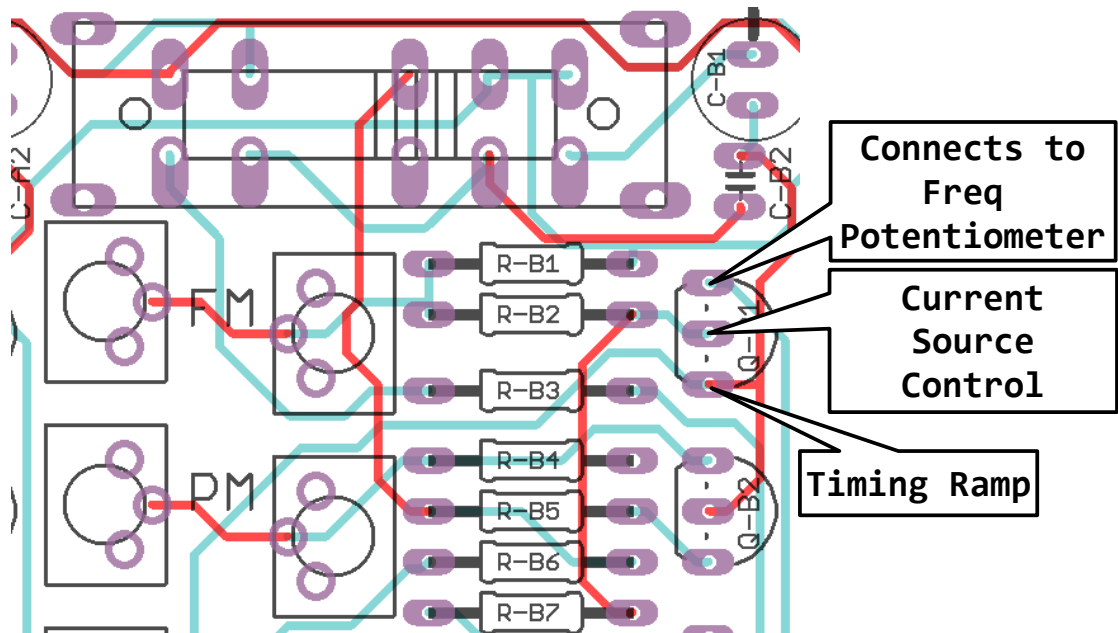 C-B1
C-A2
C-B2
Connects to
Freq
Potentiometer
R-B1
FM
R-B2
Q-B1
Current
Source
Control
R-B3
R-B4
Timing Ramp
PM
R-B5
Q-B2
R-B6
R-B7